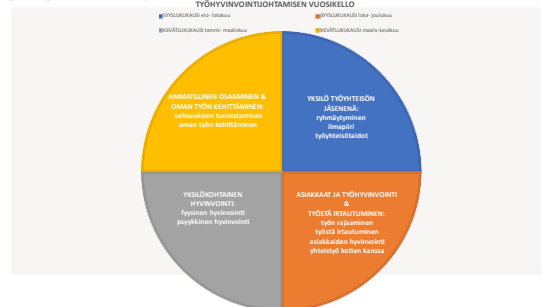 TYÖHYVINVOINTIJOHTAMISEN VUOSIKELLO
SYYSLUKUKAUSI elo- lokakuu
SYYSLUKUKAUSI loka- joulukuu
KEVÄTLUKUKAUSI tammi- maaliskuu
KEVÄTLUKUKAUSI maalis-kesäkuu
AMMATILLINEN OSAAMINEN &
OMAN TYÖN KEHITTÄMINEN:
vahvuuksien tunnistaminen
oman työn kehittäminen
YKSILÖ TYÖYHTEISÖN
JÄSENENÄ:
ryhmäytyminen
ilmapiiri
työyhteisötaidot
YKSILÖKOHTAINEN
HYVINVOINTI:
fyysinen hyvinvointi
psyykkinen hyvinvointi
ASIAKKAAT JA TYÖHYVINVOINTI
&
TYÖSTÄ IRTAUTUMINEN:
työn rajaaminen
työstä irtautuminen
asiakkaiden hyvinvointi
yhteistyö kotien kanssa